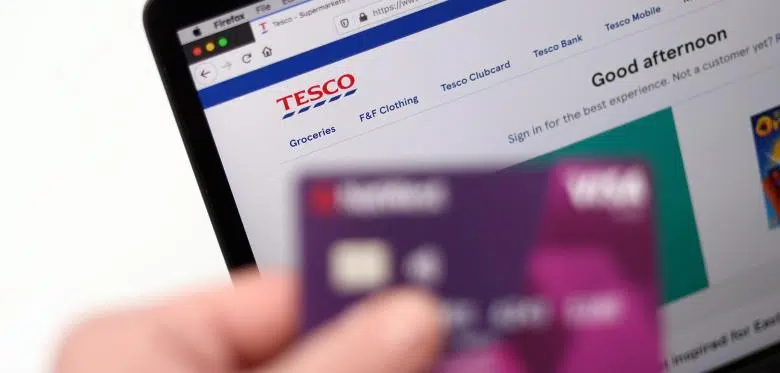 Firefox File
Tesco - Supermarkets
https://www.
TESCO
Groceries F&F Clothing Tesco Clubcard Tesco Bank Tesco Mobile
Good afternoon
Sign in for the best experience. Not a customer yet? R
VISA
inspired for East